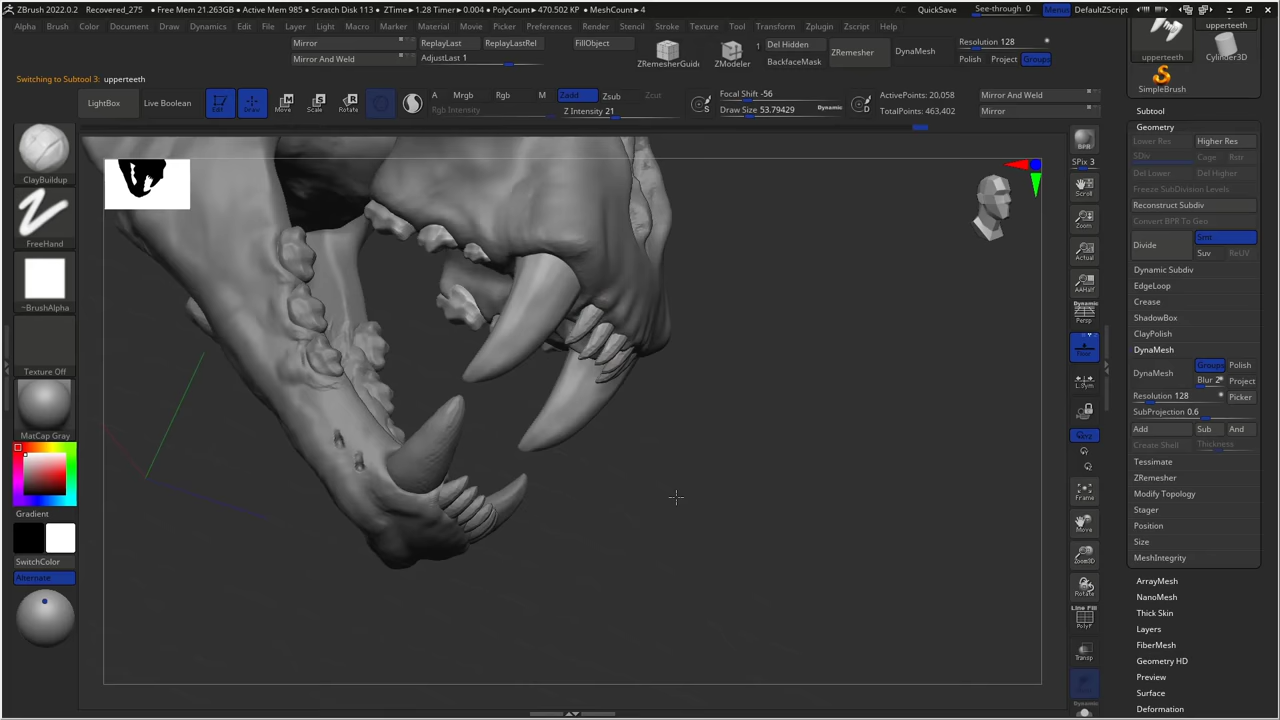 ZBrush 2022.0.2 Recovered_275 • Free Mem 21.263GB • Active Mem 985 • Scratch Disk 113 • ZTime▸1.28 Timer▸0.004 • PolyCount▸470.502 KP • MeshCount▸4
AC QuickSave See-through 0 Menus DefaultZScript
Alpha Brush Color Document Draw Dynamics Edit File Layer Light Macro Marker Material Movie Picker Preferences Render Stencil Stroke Texture Tool Transform Zplugin Zscript Help
Mirror
Mirror And Weld
ReplayLast ReplayLastRel
AdjustLast 1
FillObject
ZRemesherGuide
1
ZModeler
Del Hidden
BackfaceMask
ZRemesher
DynaMesh
Resolution 128
Polish Project Groups
Switching to Subtool 3: upperteeth
LightBox
Live Boolean
Edit
Draw
Move
Scale
Rotate
A Mrgb Rgb M
Rgb Intensity
Zadd Zsub Zcut
Z Intensity 21
S
Focal Shift -56
Draw Size 53.79429 Dynamic
D
ActivePoints: 20,058
TotalPoints: 463,402
Mirror And Weld
Mirror
ClayBuildup
FreeHand
~BrushAlpha
Texture Off
MatCap Gray
Gradient
SwitchColor
Alternate
BPR
SPix 3
Scroll
Zoom
Actual
AAHalf
Dynamic
Persp
Floor
L.Sym
Frame
Move
Zoom3D
Rotate
Line Fill
PolyF
Transp
Dynamic
upperteeth
upperteeth
Cylinder3D
SimpleBrush
Subtool
Geometry
Lower Res Higher Res
SDiv Cage Rstr
Del Lower Del Higher
Freeze SubDivision Levels
Reconstruct Subdiv
Convert BPR To Geo
Divide
Smt
Suv ReUV
Dynamic Subdiv
EdgeLoop
Crease
ShadowBox
ClayPolish
DynaMesh
DynaMesh
Groups Polish
Blur 2 Project
Resolution 128 Picker
SubProjection 0.6
Add Sub And
Create Shell Thickness
Tessimate
ZRemesher
Modify Topology
Stager
Position
Size
MeshIntegrity
ArrayMesh
NanoMesh
Thick Skin
Layers
FiberMesh
Geometry HD
Preview
Surface
Deformation